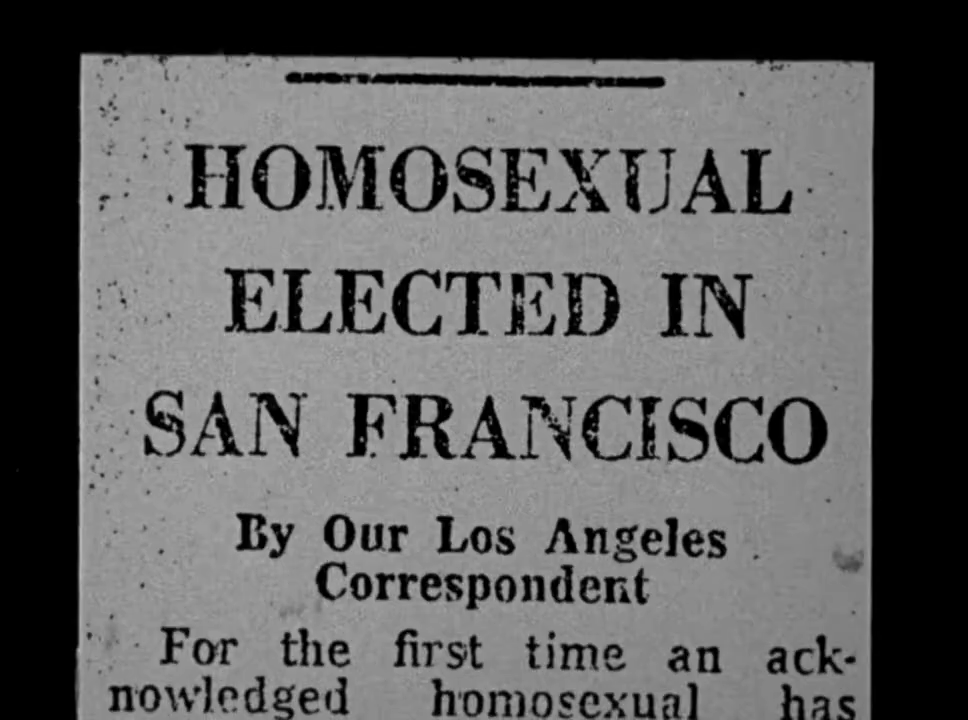 HOMOSEXUAL
ELECTED IN
SAN FRANCISCO
By Our Los Angeles
Correspondent
For the first time an ack-
nowledged homosexual has